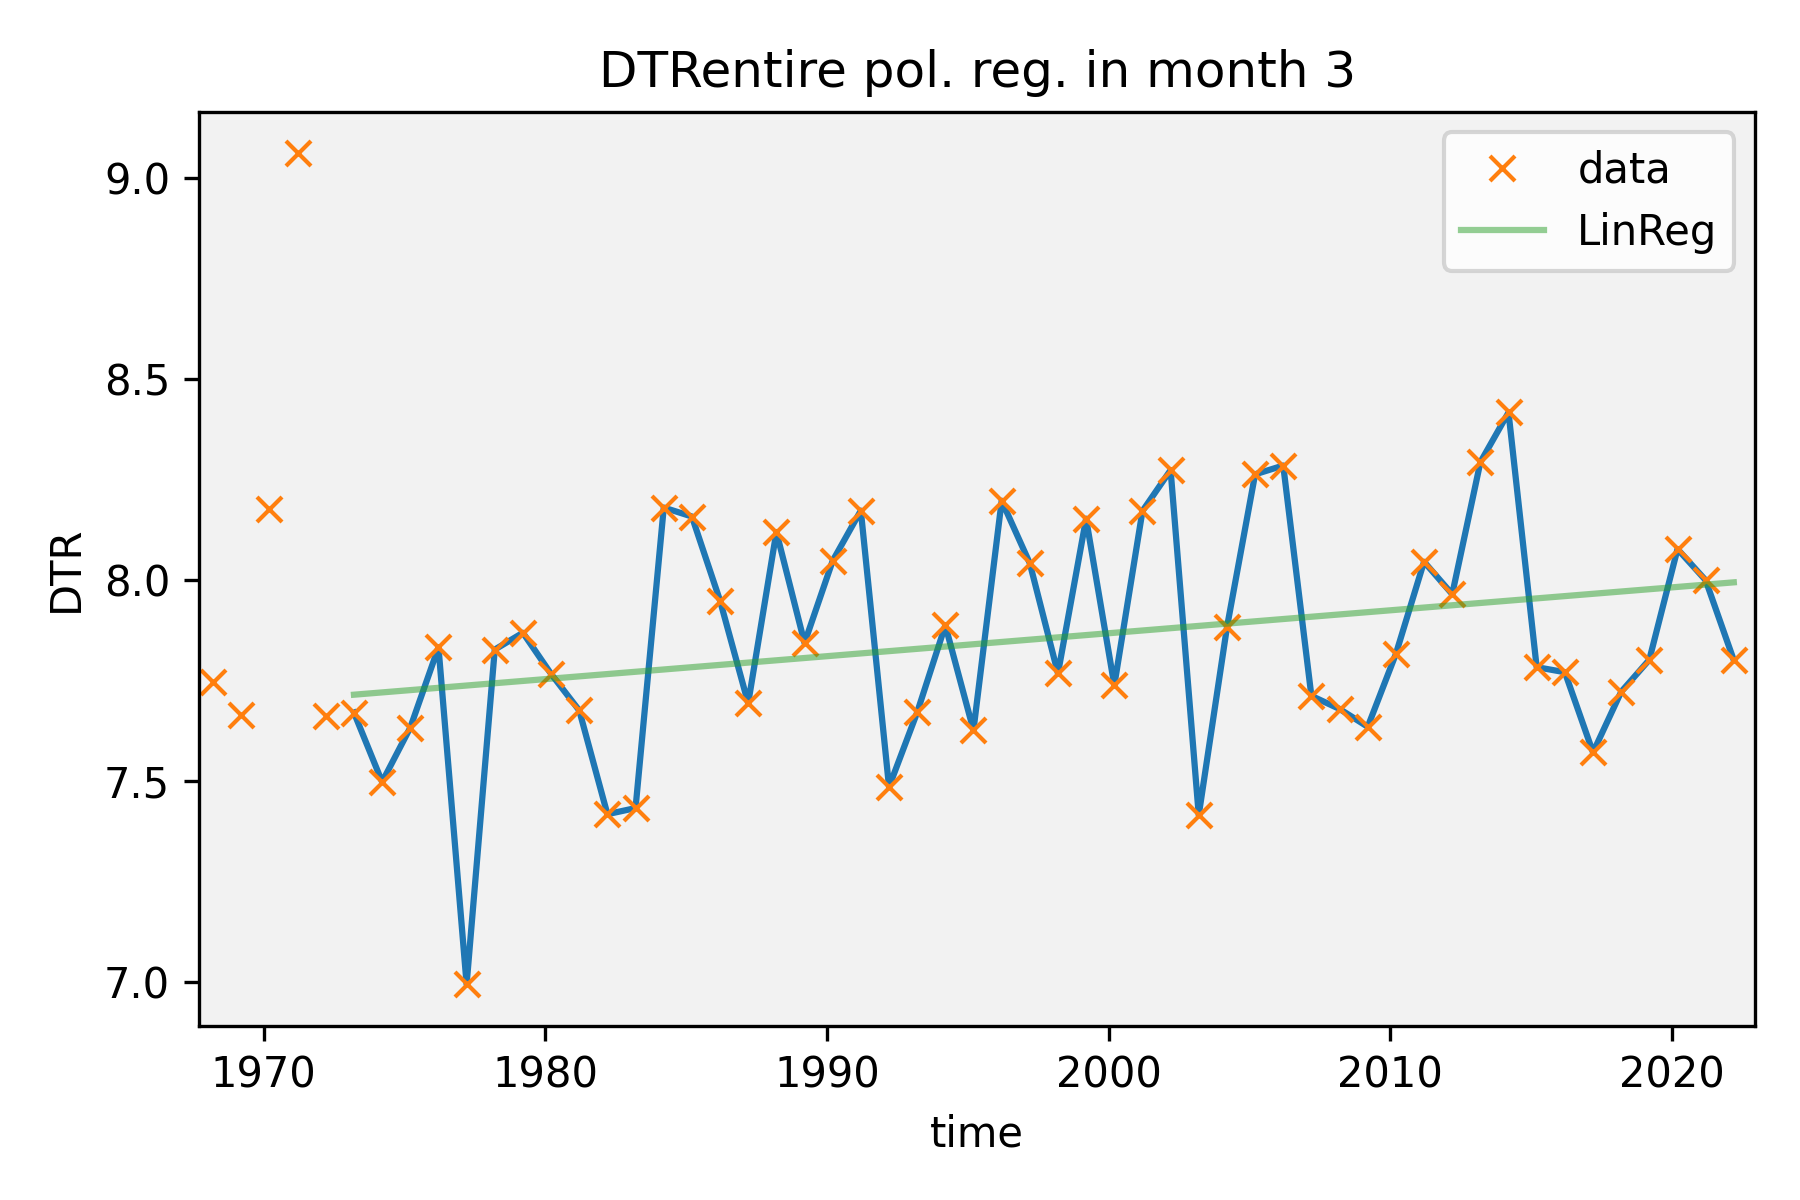 DTRentire pol. reg. in month 3
data
LinReg
9.0
8.5
8.0
7.5
7.0
DTR
1970 1980 1990 2000 2010 2020
time